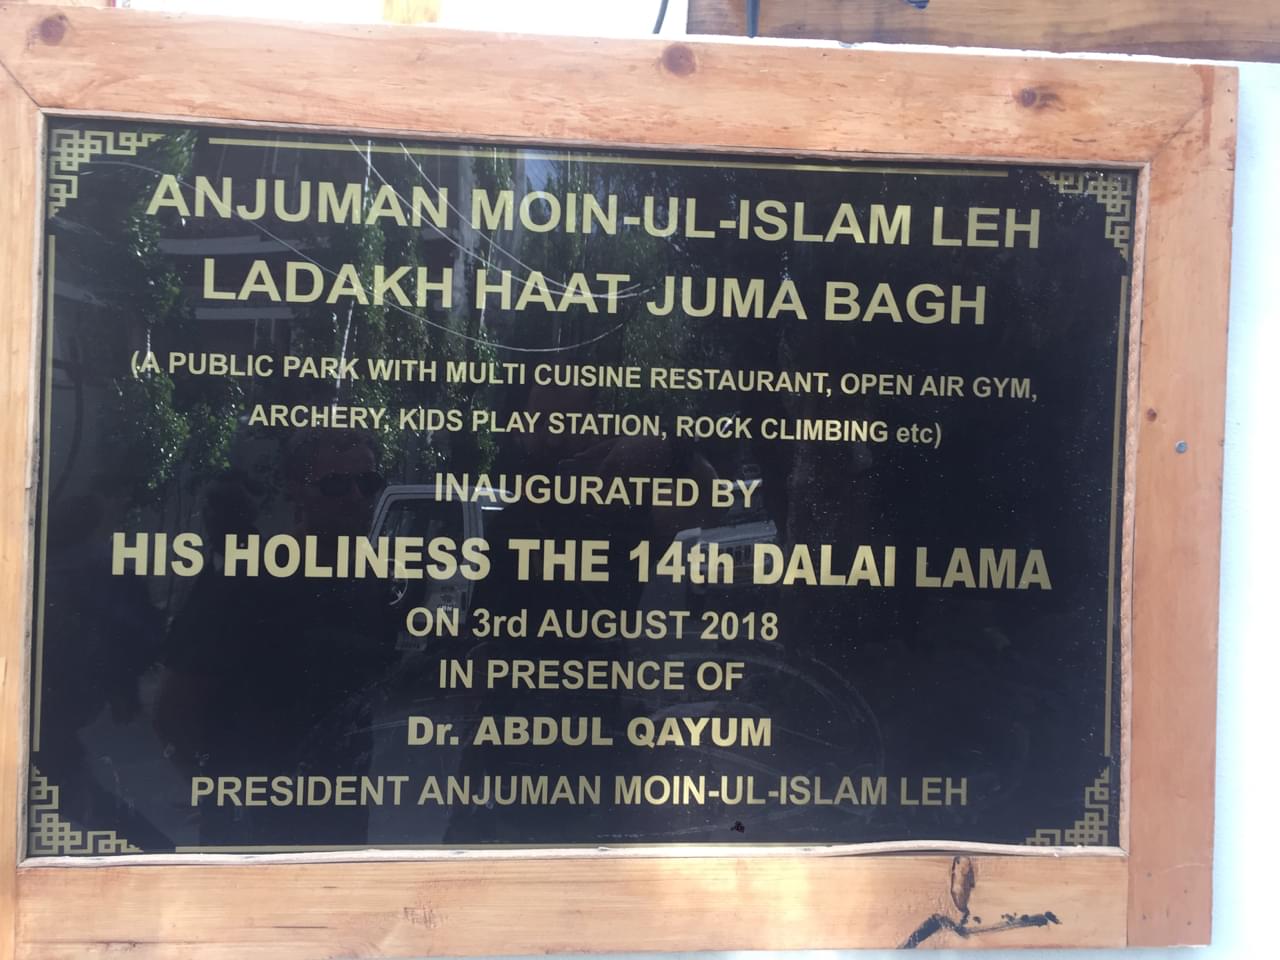 ANJUMAN MOIN-UL-ISLAM LEH
LADAKH HAAT JUMA BAGH
(A PUBLIC PARK WITH MULTI CUISINE RESTAURANT, OPEN AIR GYM,
ARCHERY, KIDS PLAY STATION, ROCK CLIMBING etc)
INAUGURATED BY
HIS HOLINESS THE 14th DALAI LAMA
ON 3rd AUGUST 2018
IN PRESENCE OF
Dr. ABDUL QAYUM
PRESIDENT ANJUMAN MOIN-UL-ISLAM LEH